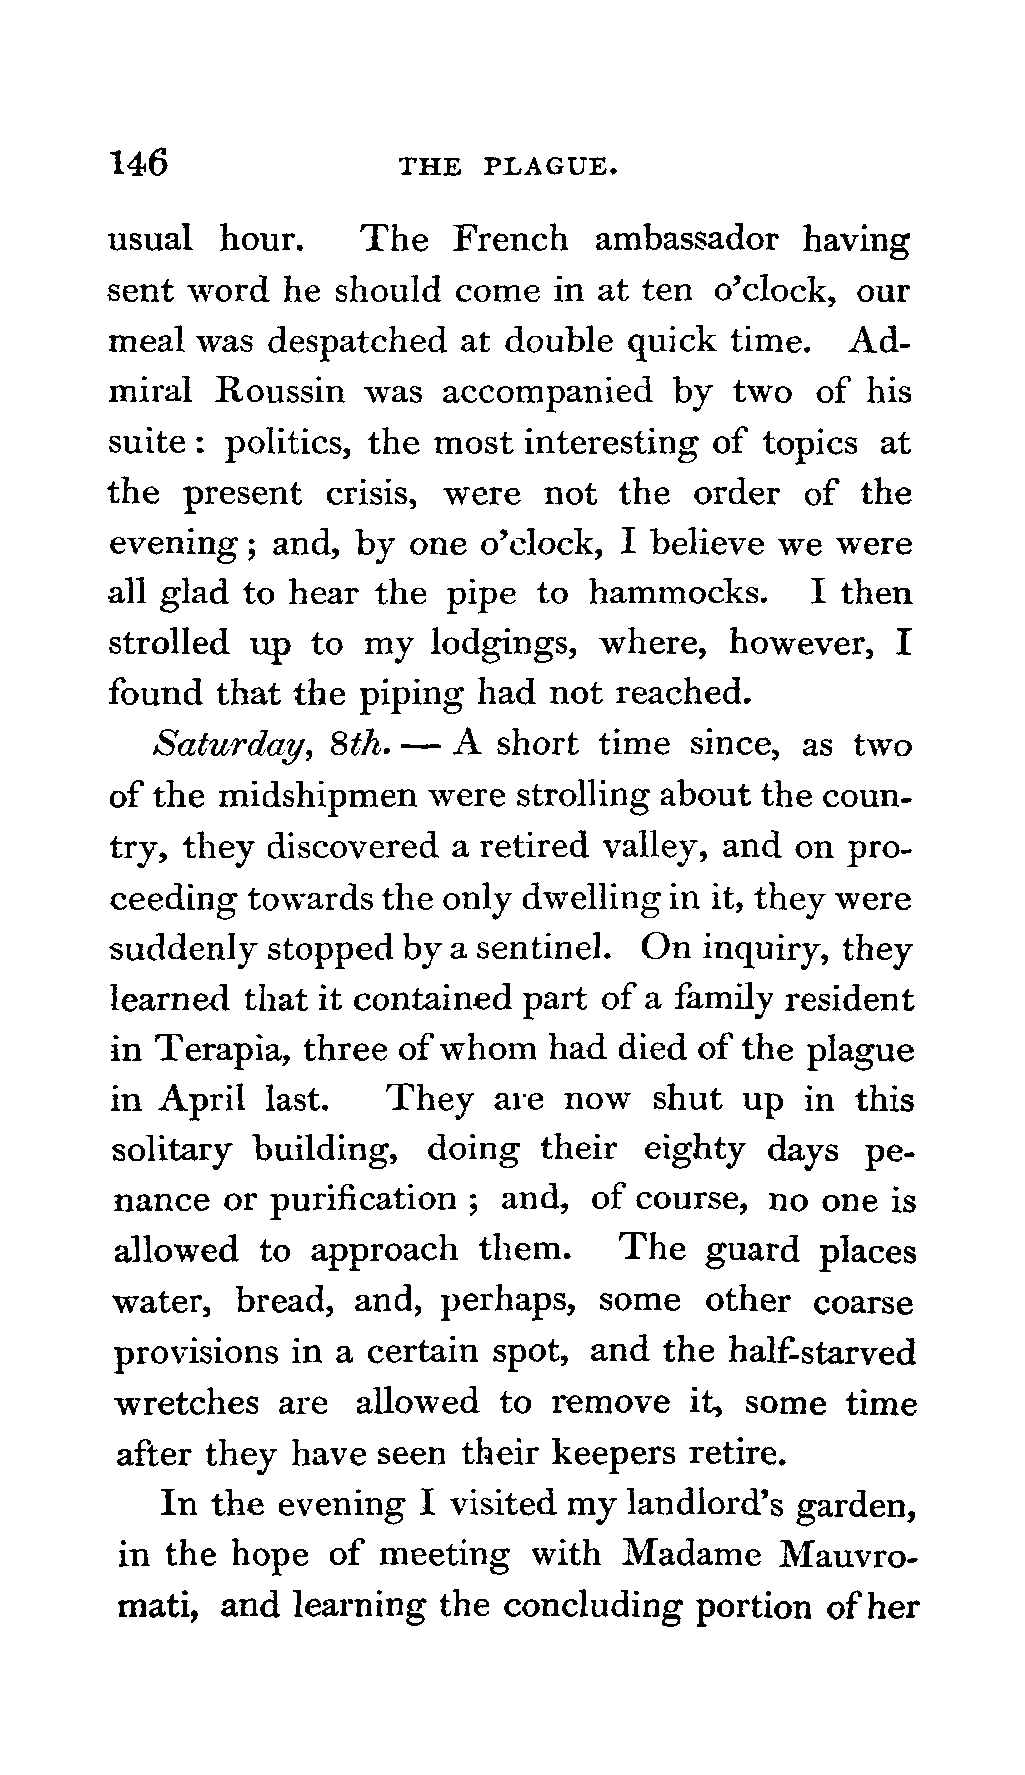 146 THE PLAGUE.
usual hour. The French ambassador having
sent word he should come in at ten o'clock, our
meal was despatched at double quick time. Ad-
miral Roussin was accompanied by two of his
suite : politics, the most interesting of topics at
the present crisis, were not the order of the
evening ; and, by one o'clock, I believe we were
all glad to hear the pipe to hammocks. I then
strolled up to my lodgings, where, however, I
found that the piping had not reached.
Saturday, 8th. — A short time since, as two
of the midshipmen were strolling about the coun-
try, they discovered a retired valley, and on pro-
ceeding towards the only dwelling in it, they were
suddenly stopped by a sentinel. On inquiry, they
learned that it contained part of a family resident
in Terapia, three of whom had died of the plague
in April last. They are now shut up in this
solitary building, doing their eighty days pe-
nance or purification ; and, of course, no one is
allowed to approach them. The guard places
water, bread, and, perhaps, some other coarse
provisions in a certain spot, and the half-starved
wretches are allowed to remove it, some time
after they have seen their keepers retire.
In the evening I visited my landlord's garden,
in the hope of meeting with Madame Mauvro-
mati, and learning the concluding portion of her